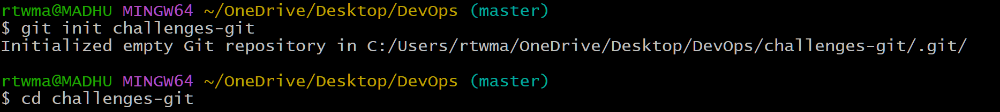 rtwma@MADHU MINGW64 ~/OneDrive/Desktop/DevOps (master)
$ git init challenges-git
Initialized empty Git repository in C:/Users/rtwma/OneDrive/Desktop/DevOps/challenges-git/.git/
rtwma@MADHU MINGW64 ~/OneDrive/Desktop/DevOps (master)
$ cd challenges-git